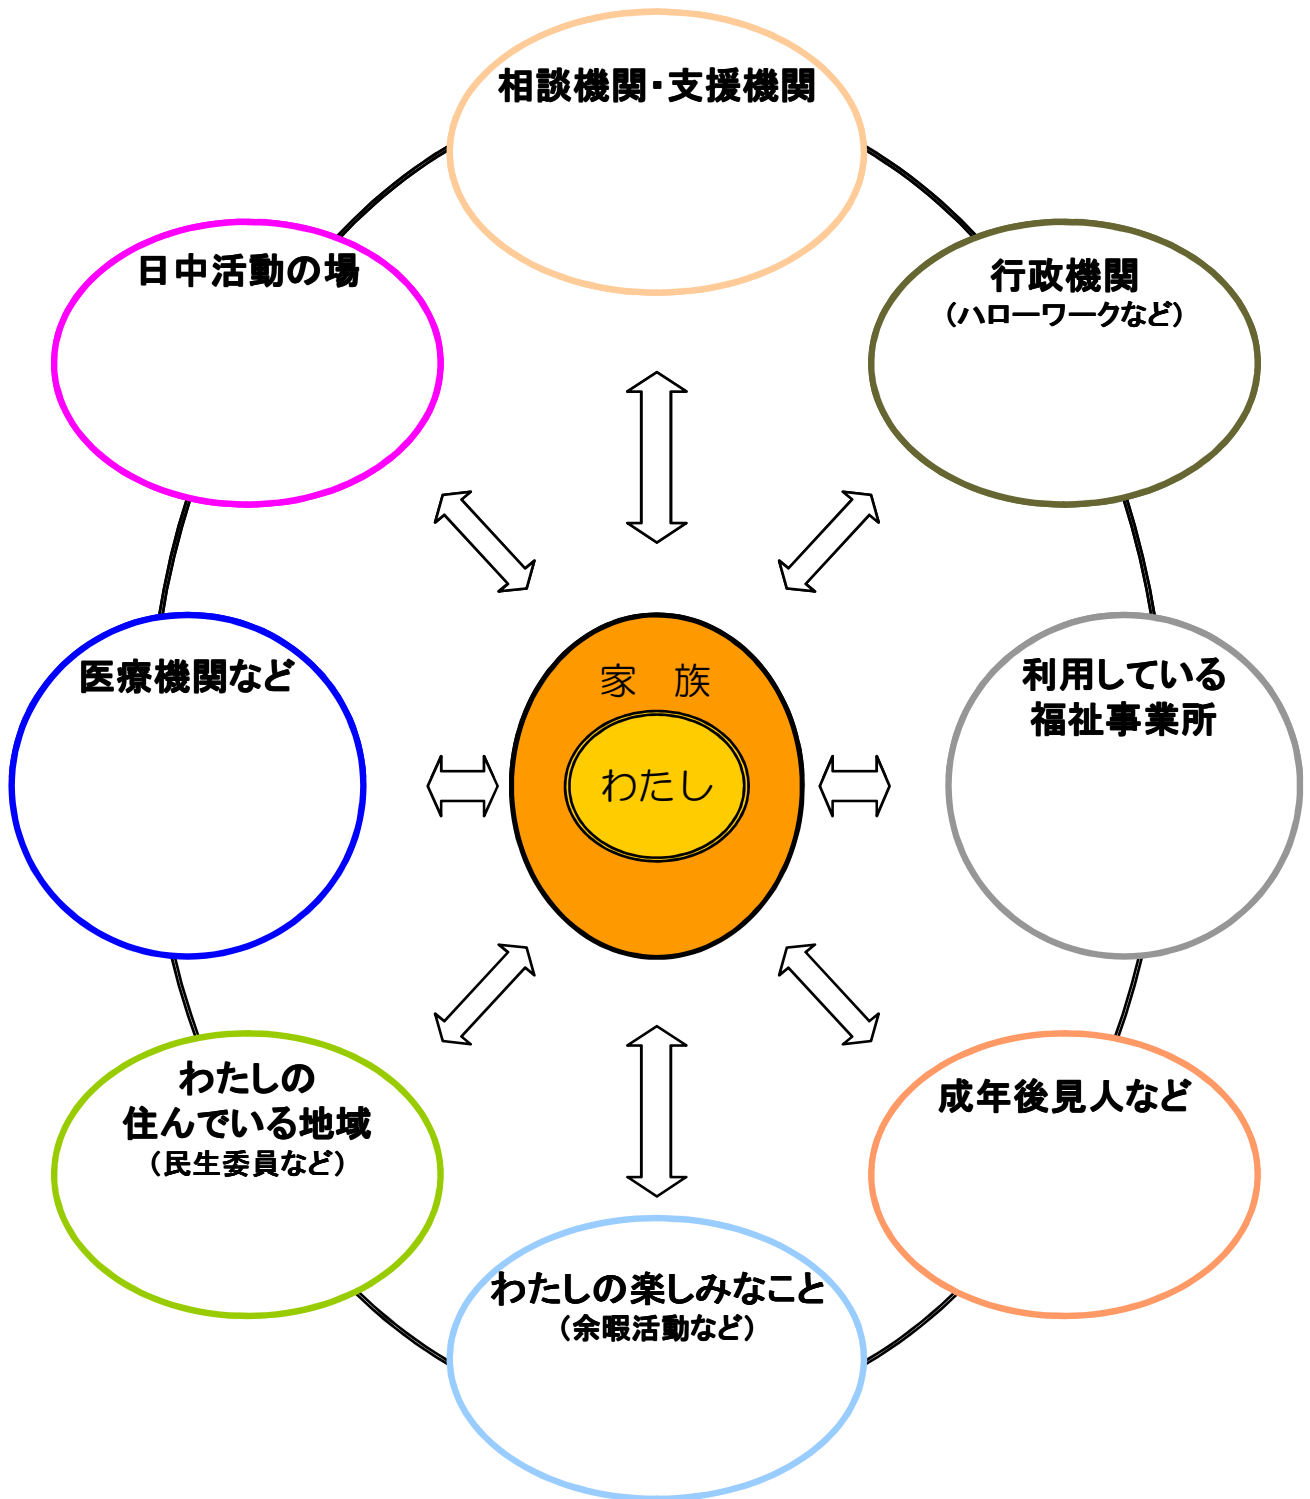 相談機関・支援機関
日中活動の場
行政機関
（ハローワークなど）
医療機関など
家　族
わたし
利用している
福祉事業所
わたしの
住んでいる地域
（民生委員など）
成年後見人など
わたしの楽しみなこと
（余暇活動など）